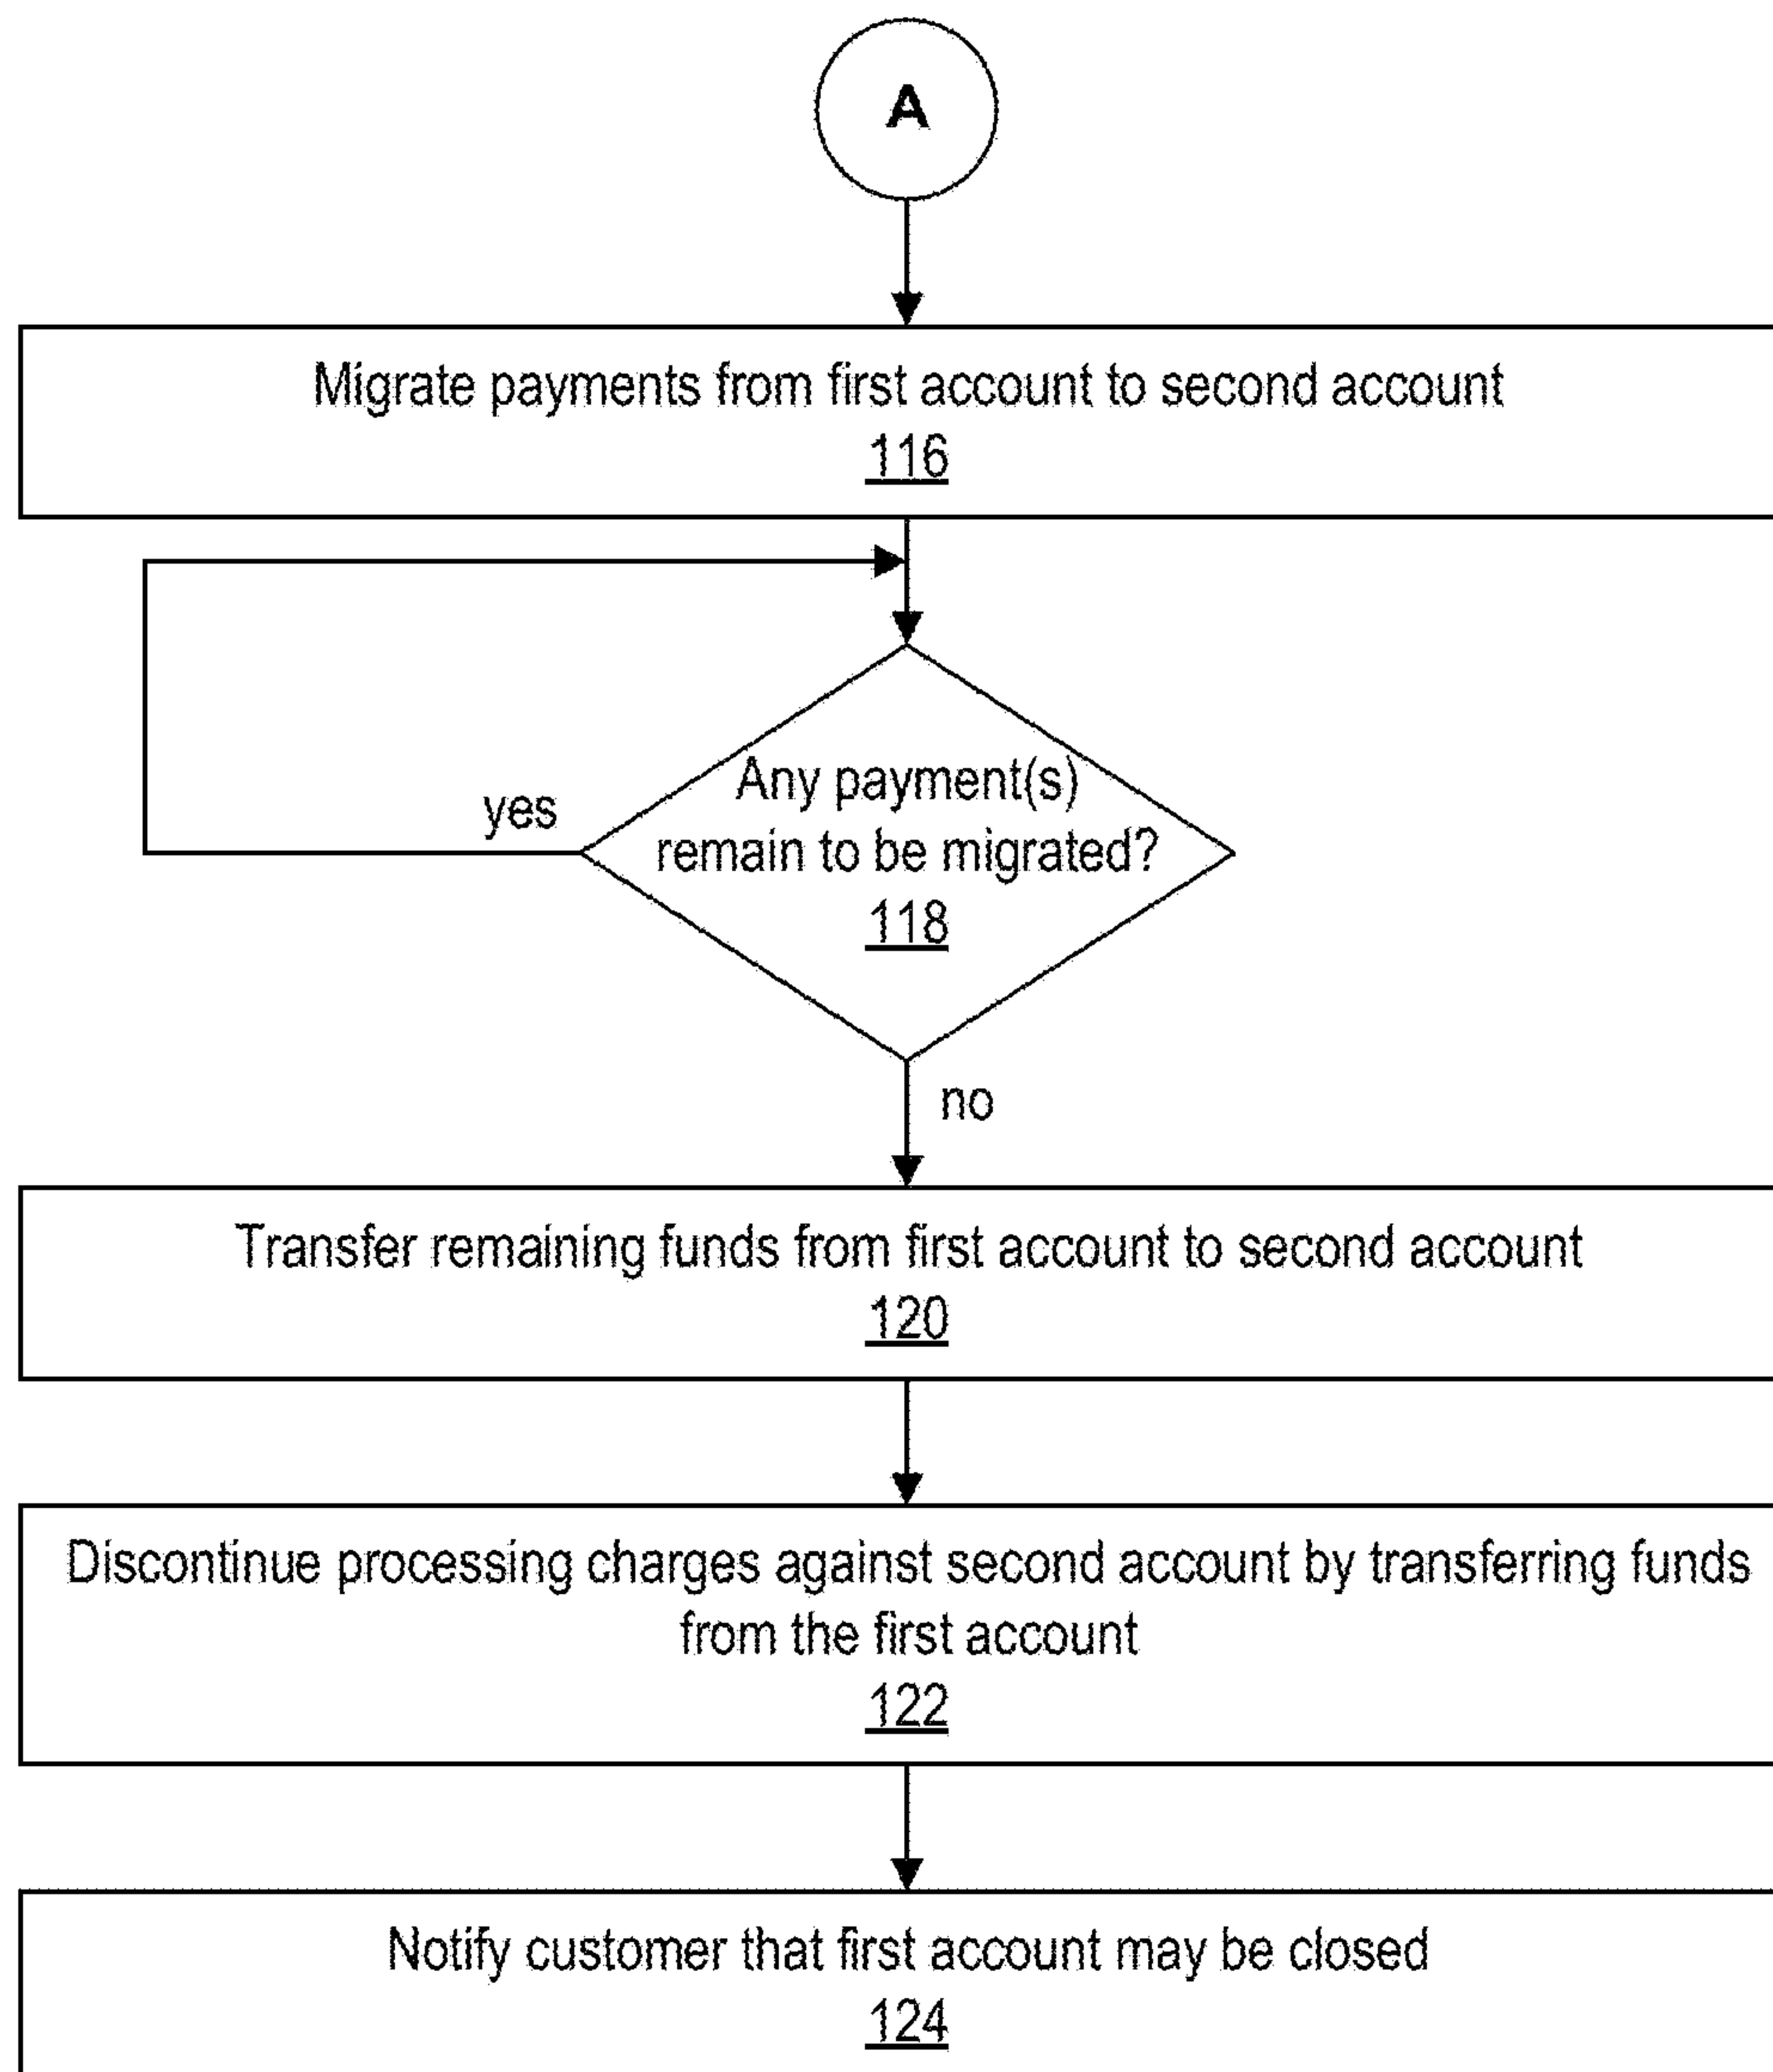 A
Migrate payments from first account to second account
116
Any payment(s)
yes
remain to be migrated?
118
no
Transfer remaining funds from first account to second account
120
Discontinue processing charges against second account by transferring funds
from the first account
122
Notify customer that first account may be closed
124